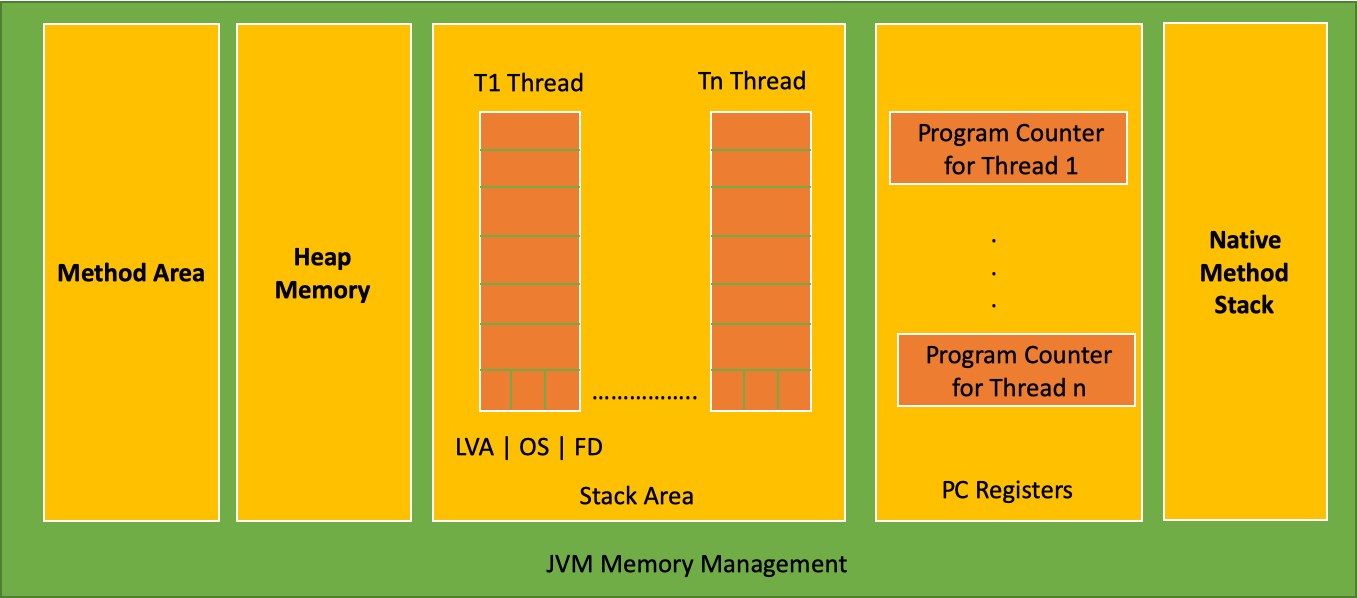 Method Area
Heap
Memory
T1 Thread
Tn Thread
……………..
LVA | OS | FD
Stack Area
Program Counter
for Thread 1
.
.
.
Program Counter
for Thread n
PC Registers
Native
Method
Stack
JVM Memory Management